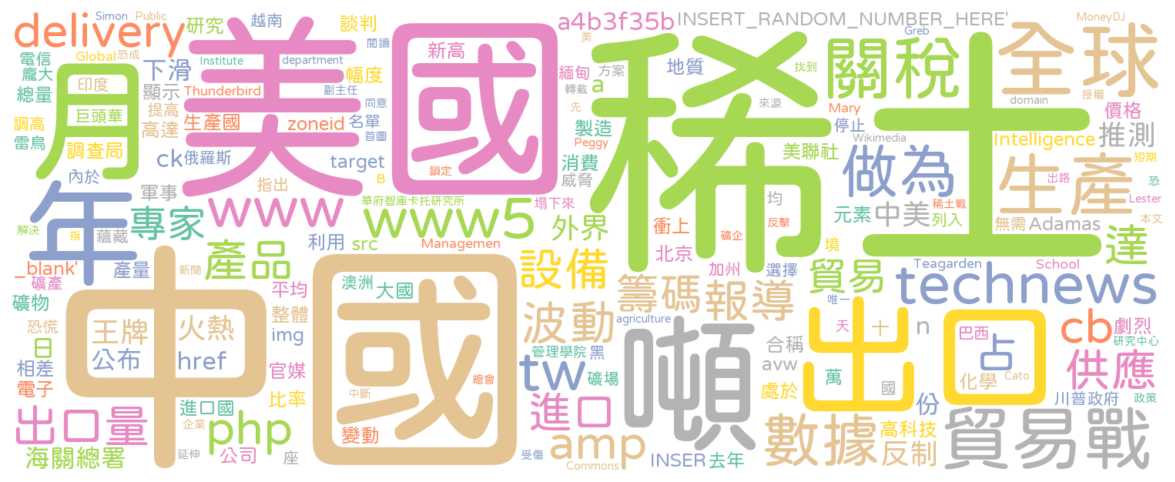 delivery
Simon
Public
研究
越南
談判
a4b3f35b
INSERT_RANDOM_NUMBER_HERE'
MoneyDJ
電信
Global
恐成
美國
新高
閱讀
稀土
關稅
Greb
全球
龐大
月
下滑
Institute
department
幅度
美
緬甸
方案
地質
找到
總量
印度
顯示
Thunderbird
副主任
同意
a
轉載
來源
domain
授權
巨頭華
提高
生產國
zoneid
名單
首圖
先
Mary
停止
價格
調高
高達
製造
Peggy
美聯社
Wikimedia
Intelligence
推測
雷鳥
調查局
ck
俄羅斯
target
消費
做為
生產
短期
內於
軍事
指出
鎖定
B
威脅
恐
年
專家
www
華府智庫卡托研究所
塌下來
均
元素
中美
出路
稀土戰
列入
無需
Lester
解決
指
蘊藏
www5
外界
衝上
礦企
反擊
Adamas
本文
_blank'
產量
新聞
產品
利用
src
Managemen
北京
境
達
礦產
中國
澳洲
大國
設備
加州
選擇
貿易
Teagarden
School
礦物
平均
籌碼
報導
technews
恐慌
王牌
火熱
整體
波動
agriculture
噸
唯一
天
十
n
巴西
cb
劇烈
日
公布
href
img
管理學院
黑
合稱
出口
占
研究中心
相差
官媒
tw
礦場
avw
萬
國
化學
Cato
供應
電子
比率
中斷
總會
進口
處於
份
川普政府
政策
出口量
進口國
企業
php
變動
amp
數據
高科技
貿易戰
海關總署
延伸
公司
座
受傷
Commons
INSER
去年
反制